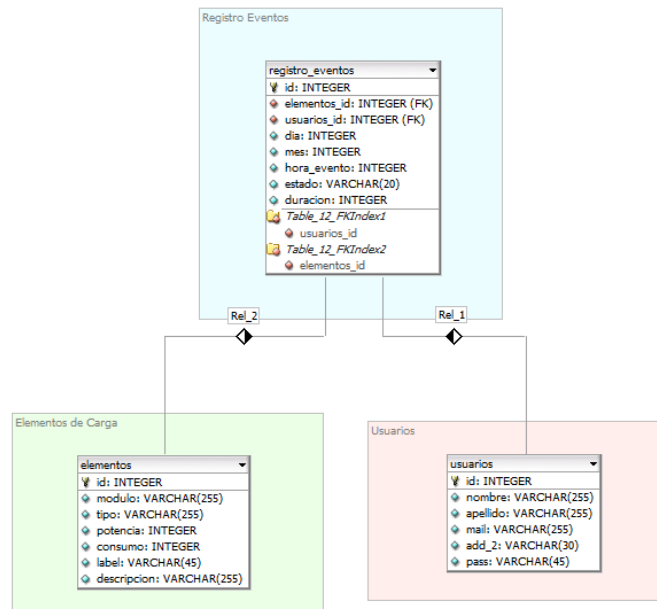 Registro Eventos
registro_eventos
id: INTEGER
elementos_id: INTEGER (FK)
usuarios_id: INTEGER (FK)
dia: INTEGER
mes: INTEGER
hora_evento: INTEGER
estado: VARCHAR(20)
duracion: INTEGER
Table_12_FKIndex1
usuarios_id
Table_12_FKIndex2
elementos_id
Rel_2
Rel_1
Elementos de Carga
elementos
id: INTEGER
modulo: VARCHAR(255)
tipo: VARCHAR(255)
potencia: INTEGER
consumo: INTEGER
label: VARCHAR(45)
descripcion: VARCHAR(255)
Usuarios
usuarios
id: INTEGER
nombre: VARCHAR(255)
apellido: VARCHAR(255)
mail: VARCHAR(255)
add_2: VARCHAR(30)
pass: VARCHAR(45)